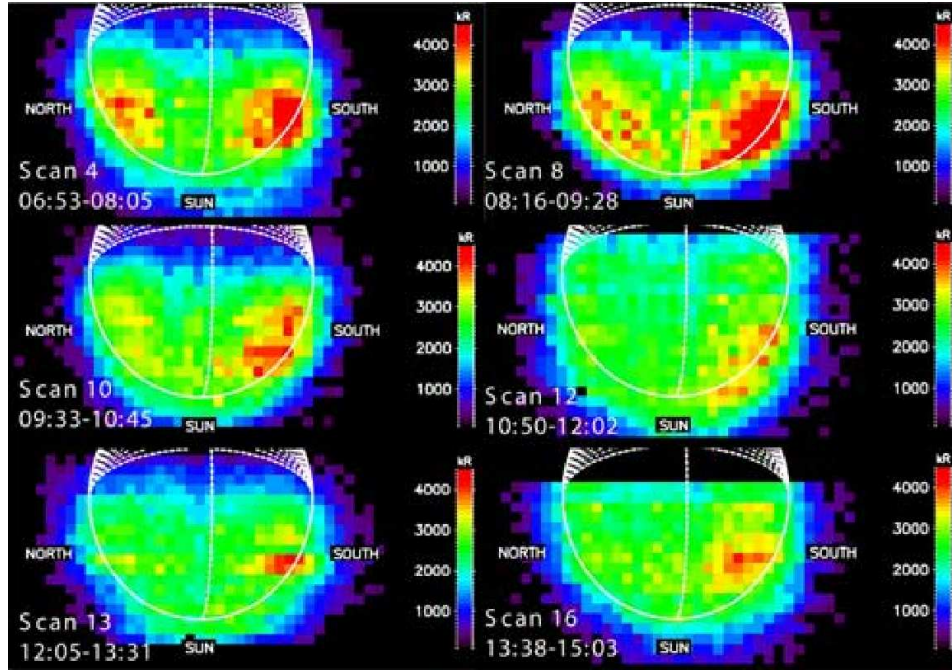 kR
4000
3000
2000
1000
NORTH
SOUTH
Scan 4
06:53-08:05
SUN
kR
4000
3000
2000
1000
NORTH
SOUTH
Scan 8
08:16-09:28
SUN
kR
4000
3000
2000
1000
NORTH
SOUTH
Scan 10
09:33-10:45
SUN
kR
4000
3000
2000
1000
NORTH
SOUTH
Scan 12
10:50-12:02
SUN
kR
4000
3000
2000
1000
NORTH
SOUTH
Scan 13
12:05-13:31
SUN
kR
4000
3000
2000
1000
NORTH
SOUTH
Scan 16
13:38-15:03
SUN